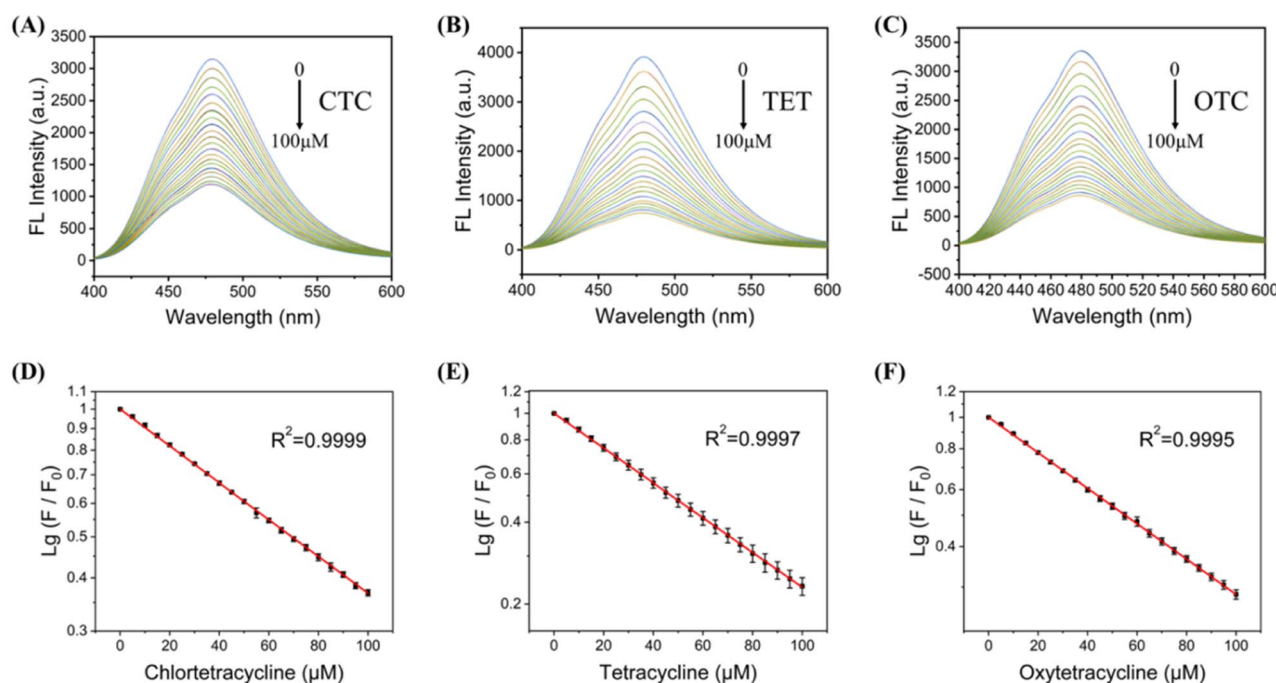 (A)
3500
3000
2500
2000
1500
1000
500
0
FL Intensity (a.u.)
0
CTC
100μM
400 450 500 550 600
Wavelength (nm)
(B)
4000
3000
2000
1000
0
FL Intensity (a.u.)
0
TET
100μM
400 450 500 550 600
Wavelength (nm)
(C)
3500
3000
2500
2000
1500
1000
500
0
-500
FL Intensity (a.u.)
0
OTC
100μM
400 420 440 460 480 500 520 540 560 580 600
Wavelength (nm)
(D)
1.1
1
0.9
0.8
0.7
0.6
0.5
0.4
0.3
Lg (F / F0)
R²=0.9999
0 20 40 60 80 100
Chlortetracycline (μM)
(E)
1.2
1
0.8
0.6
0.4
0.2
Lg (F / F0)
R²=0.9997
0 20 40 60 80 100
Tetracycline (μM)
(F)
1.2
1
0.8
0.6
0.4
Lg (F / F0)
R²=0.9995
0 20 40 60 80 100
Oxytetracycline (μM)